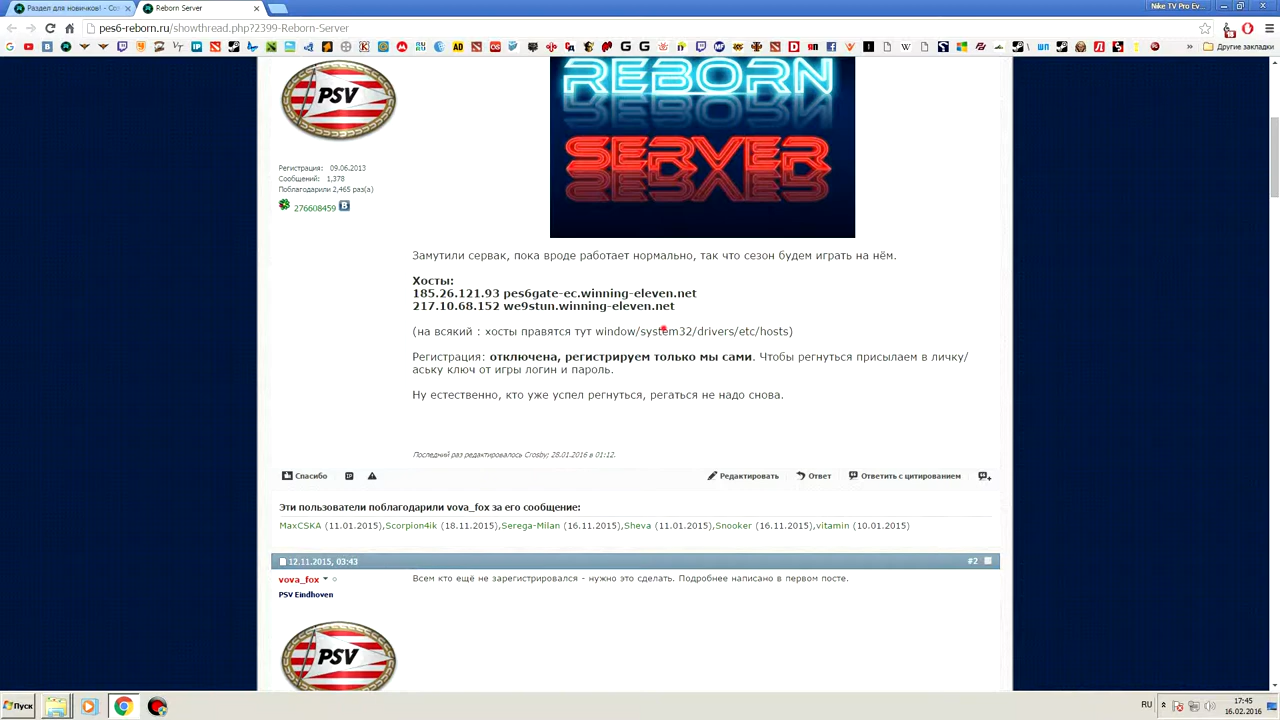 Раздел для новичков! - Сох
Reborn Server
Nike TV Pro Ev...
pes6-reborn.ru/showthread.php?2399-Reborn-Server
Другие закладки
REBORN
SERVER
PSV
Регистрация: 09.06.2013
Сообщений: 1,378
Поблагодарили 2,465 раз(а)
276608459
Замутили сервак, пока вроде работает нормально, так что сезон будем играть на нём.
Хосты:
185.26.121.93 pes6gate-ec.winning-eleven.net
217.10.68.152 we9stun.winning-eleven.net
(на всякий : хосты правятся тут window/system32/drivers/etc/hosts)
Регистрация: отключена, регистрируем только мы сами. Чтобы регнуться присылаем в личку/
аську ключ от игры логин и пароль.
Ну естественно, кто уже успел регнуться, регаться не надо снова.
Последний раз редактировалось Crosby; 28.01.2016 в 01:12.
Спасибо
Редактировать
Ответ
Ответить с цитированием
Эти пользователи поблагодарили vova_fox за его сообщение:
MaxCSKA (11.01.2015),Scorpion4ik (18.11.2015),Serega-Milan (16.11.2015),Sheva (11.01.2015),Snooker (16.11.2015),vitamin (10.01.2015)
12.11.2015, 03:43
#2
vova_fox
Всем кто ещё не зарегистрировался - нужно это сделать. Подробнее написано в первом посте.
PSV Eindhoven
PSV
Пуск
RU
17:45
16.02.2016